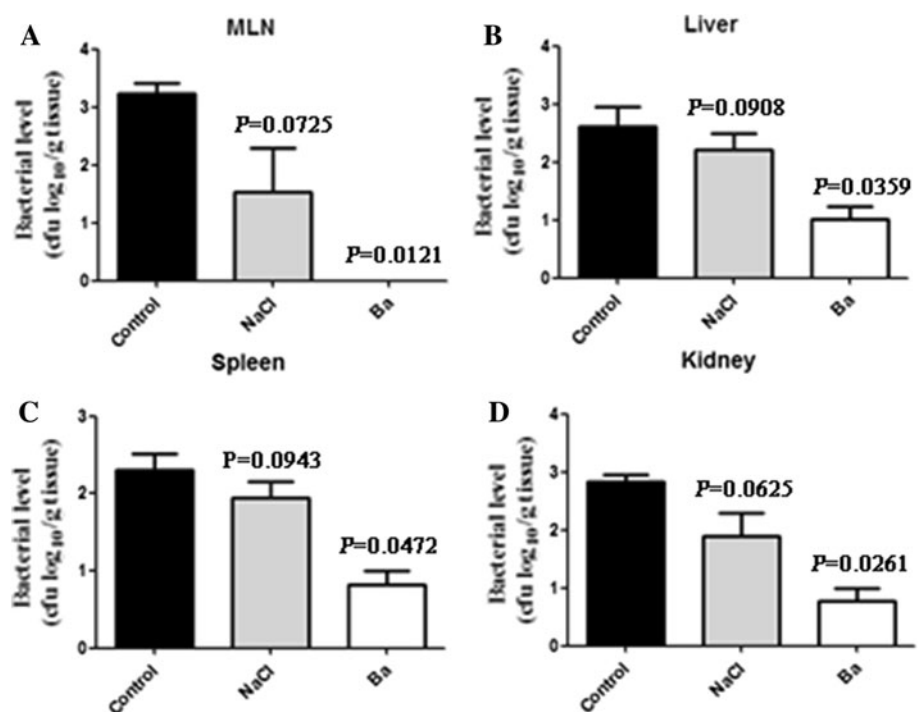 A
MLN
Bacterial level
(cfu log10/g tissue)
4
3
2
1
0
P=0.0725
P=0.0121
Control
NaCl
Ba
B
Liver
Bacterial level
(cfu log10/g tissue)
4
3
2
1
0
P=0.0908
P=0.0359
Control
NaCl
Ba
C
Spleen
Bacterial level
(cfu log10/g tissue)
3
2
1
0
P=0.0943
P=0.0472
Control
NaCl
Ba
D
Kidney
Bacterial level
(cfu log10/g tissue)
4
3
2
1
0
P=0.0625
P=0.0261
Control
NaCl
Ba